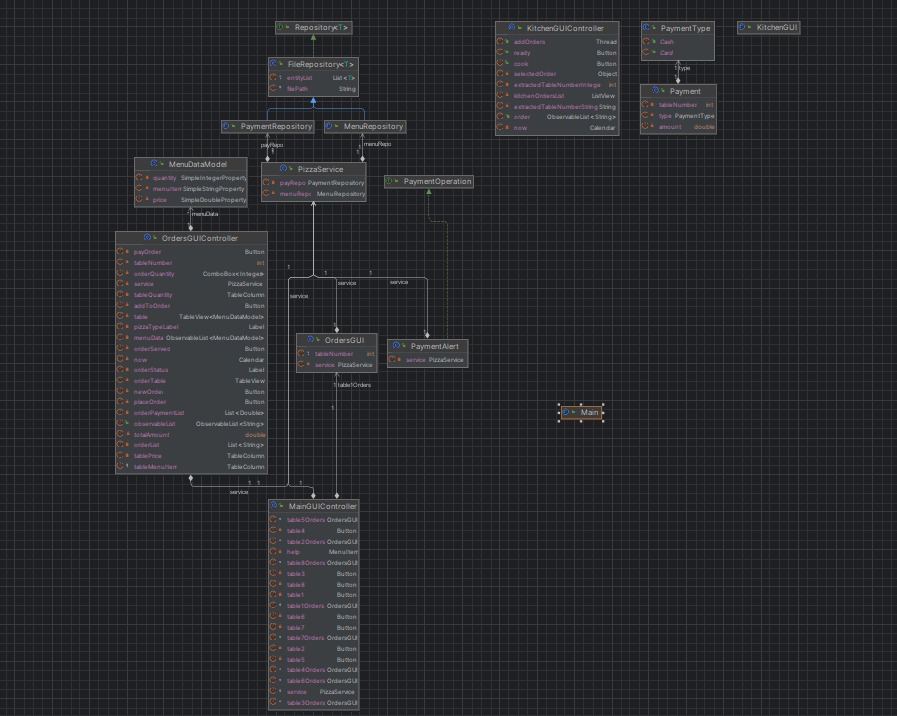 Repository<T>
FileRepository<T>
entityList List<T>
filePath String
PaymentRepository
MenuRepository
payRepo
menuRepo
1
1
PizzaService
payRepo PaymentRepository
menuRepo MenuRepository
MenuDataModel
quantity SimpleIntegerProperty
menuItem SimpleStringProperty
price SimpleDoubleProperty
menuData
1
PaymentOperation
KitchenGUIController
addOrders Thread
ready Button
cook Button
selectedOrder Object
extractedTableNumberInteger int
kitchenOrdersList ListView
extractedTableNumberString String
order ObservableList<String>
now Calendar
PaymentType
Cash
Card
1 type
1
Payment
tableNumber int
type PaymentType
amount double
KitchenGUI
OrdersGUIController
payOrder Button
tableNumber int
orderQuantity ComboBox<Integer>
service PizzaService
tableQuantity TableColumn
addToOrder Button
table TableView<MenuDataModel>
pizzaTypeLabel Label
menuData ObservableList<MenuDataModel>
orderServed Button
now Calendar
orderStatus Label
orderTable TableView
newOrder Button
placeOrder Button
orderPaymentList List<Double>
observableList ObservableList<String>
totalAmount double
orderList List<String>
tablePrice TableColumn
tableMenuItem TableColumn
1
1
1
service
service
service
OrdersGUI
tableNumber int
service PizzaService
PaymentAlert
service PizzaService
1 table1Orders
1
Main
1 1
1
service
MainGUIController
table5Orders OrdersGUI
table4 Button
table2Orders OrdersGUI
help MenuItem
table8Orders OrdersGUI
table3 Button
table8 Button
table1 Button
table1Orders OrdersGUI
table6 Button
table7 Button
table7Orders OrdersGUI
table2 Button
table5 Button
table4Orders OrdersGUI
table6Orders OrdersGUI
service PizzaService
table3Orders OrdersGUI